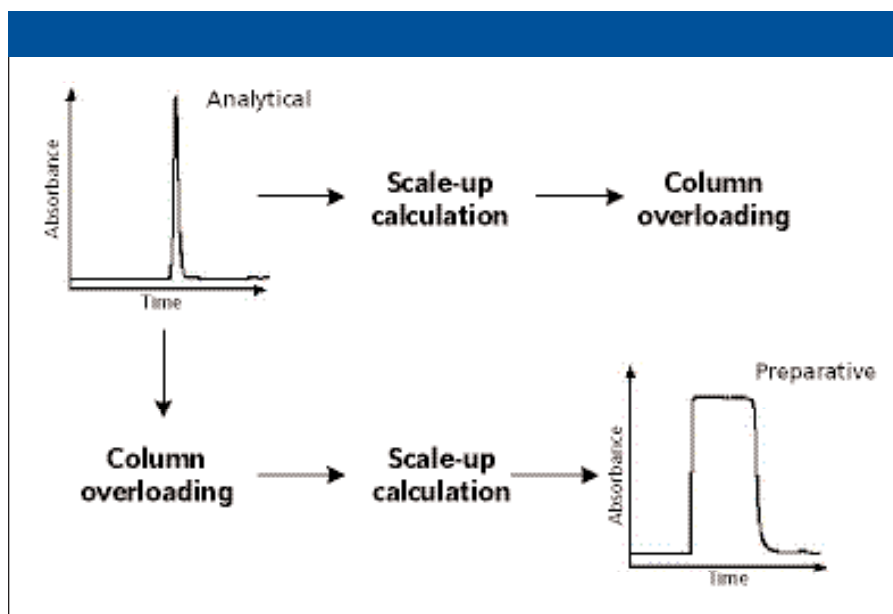 Analytical
Absorbance
Time
Scale-up
calculation
Column
overloading
Column
overloading
Scale-up
calculation
Preparative
Absorbance
Time